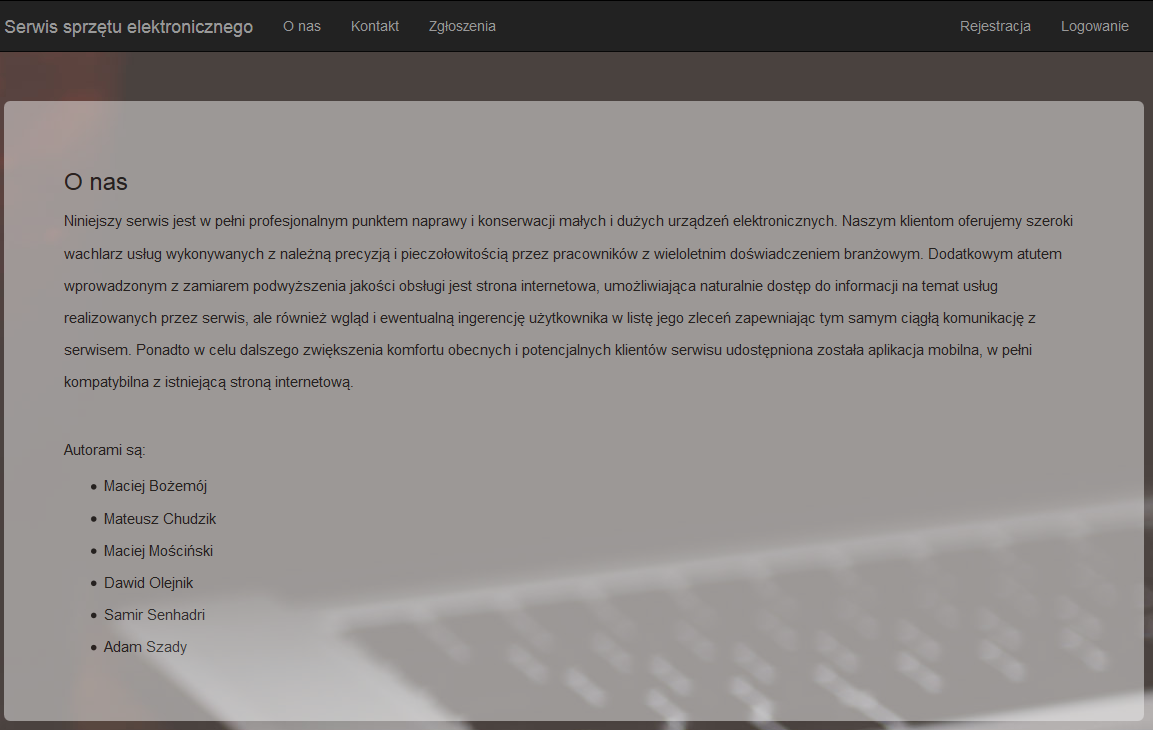 Serwis sprzętu elektronicznego O nas Kontakt Zgłoszenia Rejestracja Logowanie
O nas
Niniejszy serwis jest w pełni profesjonalnym punktem naprawy i konserwacji małych i dużych urządzeń elektronicznych. Naszym klientom oferujemy szeroki
wachlarz usług wykonywanych z należną precyzją i pieczołowitością przez pracowników z wieloletnim doświadczeniem branżowym. Dodatkowym atutem
wprowadzonym z zamiarem podwyższenia jakości obsługi jest strona internetowa, umożliwiająca naturalnie dostęp do informacji na temat usług
realizowanych przez serwis, ale również wgląd i ewentualną ingerencję użytkownika w listę jego zleceń zapewniając tym samym ciągłą komunikację z
serwisem. Ponadto w celu dalszego zwiększenia komfortu obecnych i potencjalnych klientów serwisu udostępniona została aplikacja mobilna, w pełni
kompatybilna z istniejącą stroną internetową.
Autorami są:
• Maciej Bożemój
• Mateusz Chudzik
• Maciej Mościński
• Dawid Olejnik
• Samir Senhadri
• Adam Szady